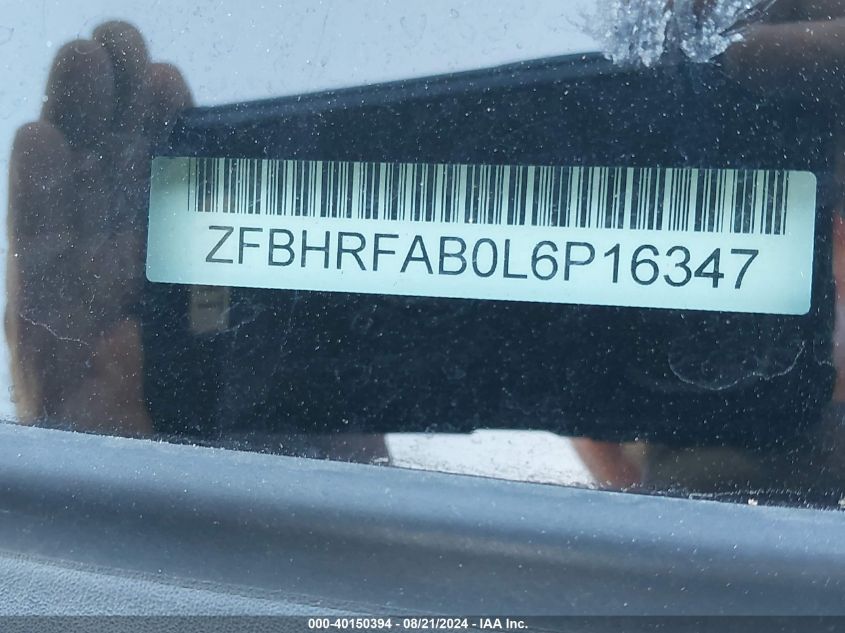 ZFBHRFAB0L6P16347
000-40150394 - 08/21/2024 - IAA Inc.